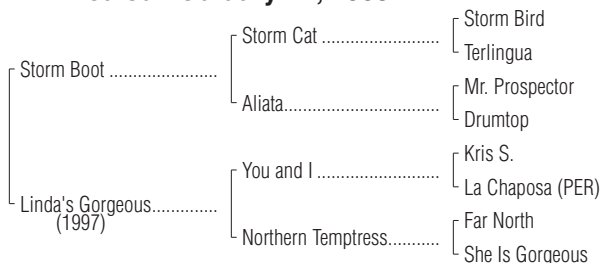 Storm Bird
Storm Cat ..........................
Terlingua
Storm Boot ........................
Mr. Prospector
Aliata..................................
Drumtop
Kris S.
You and I ...........................
La Chaposa (PER)
Linda's Gorgeous..............
(1997)
Far North
Northern Temptress...........
She Is Gorgeous